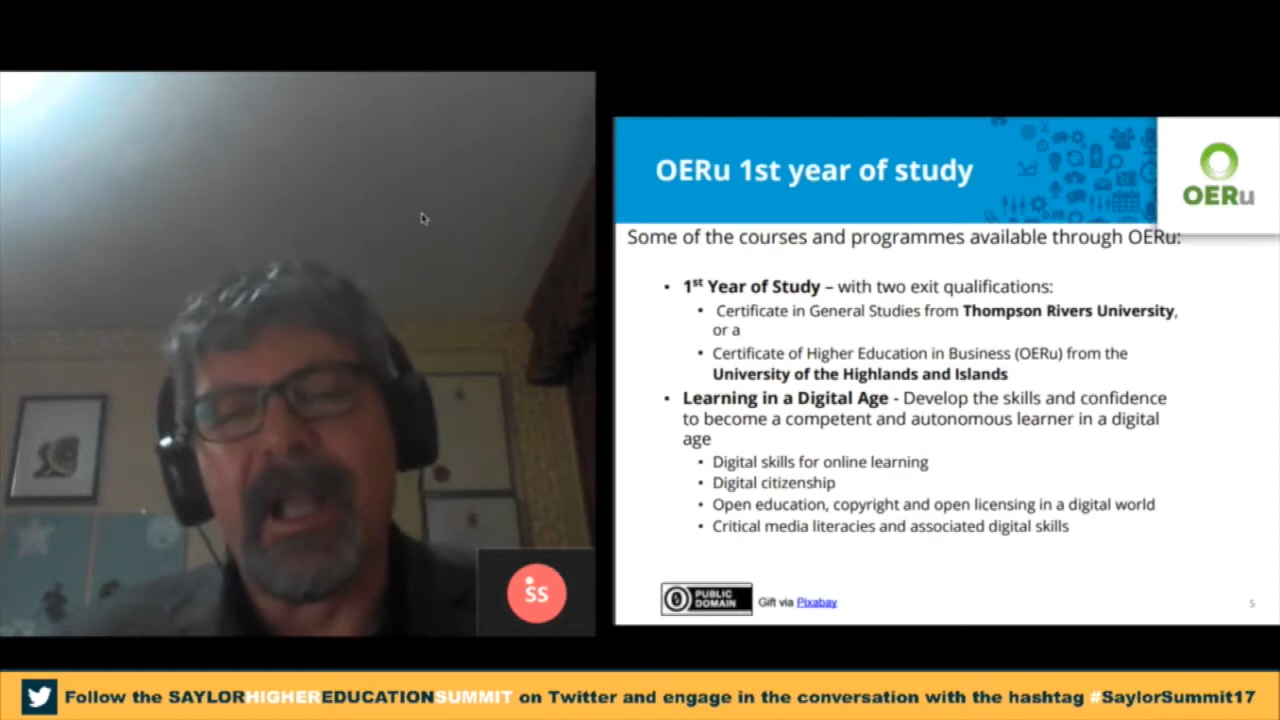 OERu 1st year of study
OERu
Some of the courses and programmes available through OERu:
• 1st Year of Study – with two exit qualifications:
• Certificate in General Studies from Thompson Rivers University,
or a
• Certificate of Higher Education in Business (OERu) from the
University of the Highlands and Islands
• Learning in a Digital Age - Develop the skills and confidence
to become a competent and autonomous learner in a digital
age
• Digital skills for online learning
• Digital citizenship
• Open education, copyright and open licensing in a digital world
• Critical media literacies and associated digital skills
ss
0 PUBLIC
DOMAIN
Gift via Pixabay
5
Follow the SAYLORHIGHEREDUCATIONSUMMIT on Twitter and engage in the conversation with the hashtag #SaylorSummit17